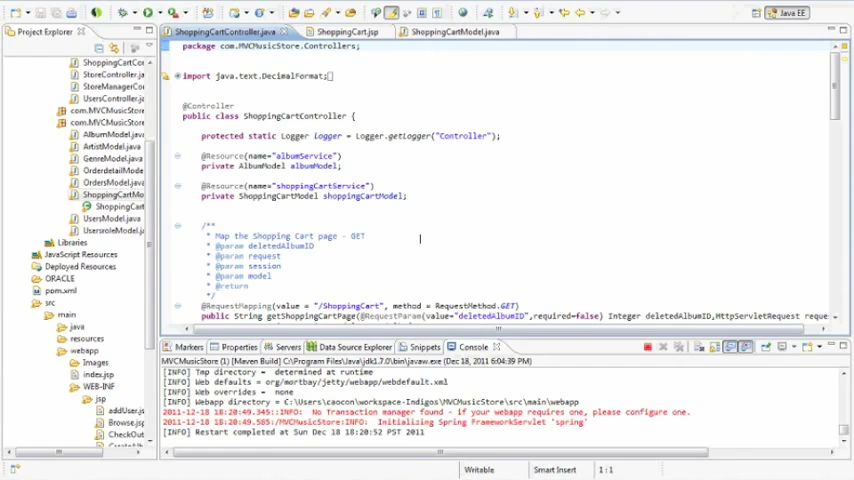 Java EE
Project Explorer
ShoppingCartController.java
ShoppingCart.jsp
ShoppingCartModel.java
ShoppingCartCont
StoreController.java
StoreManagerCo
UsersController.j
com.MVCMusicStore
com.MVCMusicStore
AlbumModel.java
ArtistModel.java
GenreModel.java
OrderdetailModel
OrdersModel.java
ShoppingCartMo
ShoppingC
UsersModel.java
UsersroleModel.j
Libraries
JavaScript Resources
Deployed Resources
ORACLE
pom.xml
src
main
java
resources
webapp
Images
index.jsp
WEB-INF
jsp
addUser.js
Browse.jsp
CheckOut
package com.MVCMusicStore.Controllers;
import java.text.DecimalFormat;
@Controller
public class ShoppingCartController {
protected static Logger logger = Logger.getLogger("Controller");
@Resource(name="albumService")
private AlbumModel albumModel;
@Resource(name="shoppingCartService")
private ShoppingCartModel shoppingCartModel;
/**
* Map the Shopping Cart page - GET
* @param deletedAlbumID
* @param request
* @param session
* @param model
* @return
*/
@RequestMapping(value = "/ShoppingCart", method = RequestMethod.GET)
public String getShoppingCartPage(@RequestParam(value="deletedAlbumID",required=false) Integer deletedAlbumID,HttpServletRequest reque
Markers
Properties
Servers
Data Source Explorer
Snippets
Console
MVCMusicStore (1) [Maven Build] C:\Program Files\Java\jdk1.7.0\bin\javaw.exe (Dec 18, 2011 6:04:39 PM)
[INFO] Tmp directory = determined at runtime
[INFO] Web defaults = org/mortbay/jetty/webapp/webdefault.xml
[INFO] Web overrides = none
[INFO] Webapp directory = C:\Users\caocon\workspace-Indigos\MVCMusicStore\src\main\webapp
2011-12-18 18:20:49.345::INFO: No Transaction manager found - if your webapp requires one, please configure one.
2011-12-18 18:20:49.585:/MVCMusicStore:INFO: Initializing Spring FrameworkServlet 'spring'
[INFO] Restart completed at Sun Dec 18 18:20:52 PST 2011
Writable
Smart Insert
1 : 1